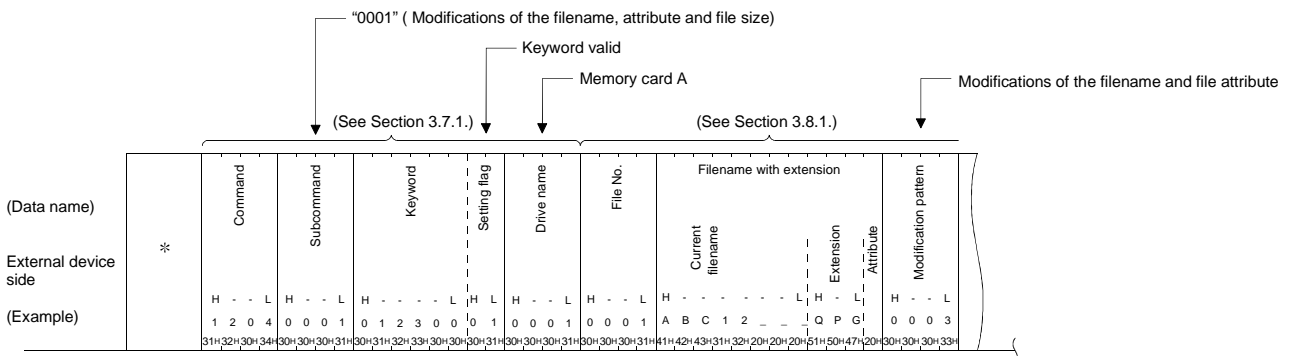 “0001” ( Modifications of the filename, attribute and file size)
Keyword valid
Memory card A
Modifications of the filename and file attribute
(See Section 3.7.1.)
(See Section 3.8.1.)
(Data name)
External device
side
(Example)
*
Command
Subcommand
Keyword
Setting flag
Drive name
File No.
Filename with extension
Current
filename
Extension
Attribute
Modification pattern
H - - L H - - L H - - - - L H L H - - L H - - L H - - - - - - L H - L H - - L
1 2 0 4 0 0 0 1 0 1 2 3 0 0 0 1 0 0 0 1 0 0 0 1 A B C 1 2 _ _ _ Q P G 0 0 0 3
31H 32H 30H 34H 30H 30H 30H 31H 30H 31H 32H 33H 30H 30H 30H 31H 30H 30H 30H 31H 30H 30H 30H 31H 41H 42H 43H 31H 32H 20H 20H 20H 51H 50H 47H 20H 30H 30H 30H 33H